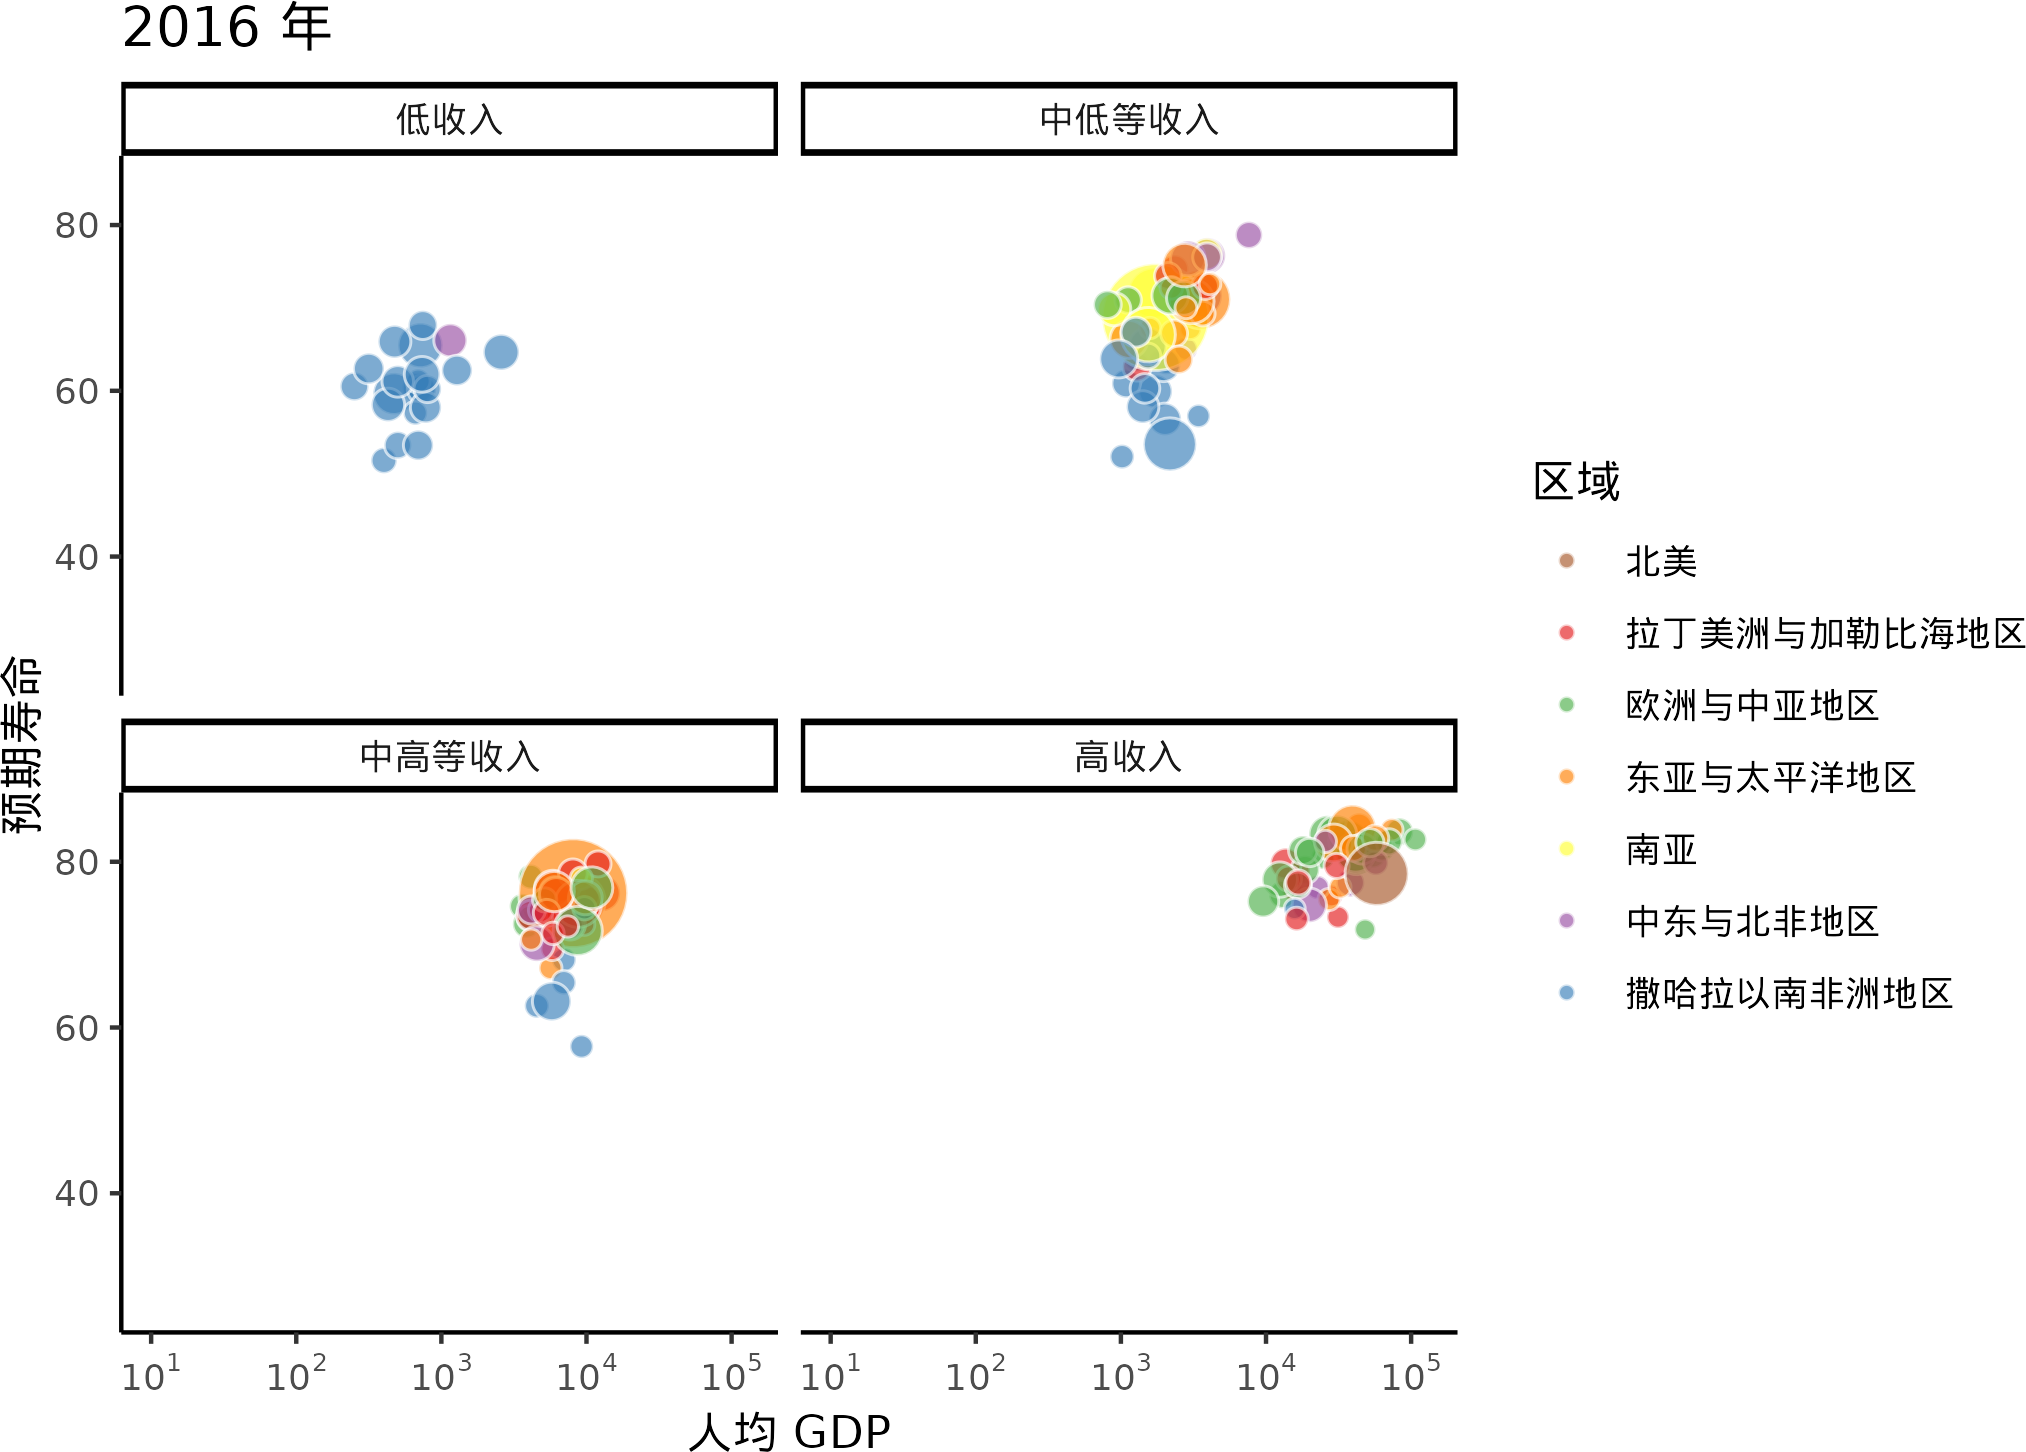 2016 年
低收入
中低等收入
80
60
40
中高等收入
高收入
80
60
40
10¹ 10² 10³ 10⁴ 10⁵
10¹ 10² 10³ 10⁴ 10⁵
人均 GDP
预期寿命
区域
北美
拉丁美洲与加勒比海地区
欧洲与中亚地区
东亚与太平洋地区
南亚
中东与北非地区
撒哈拉以南非洲地区